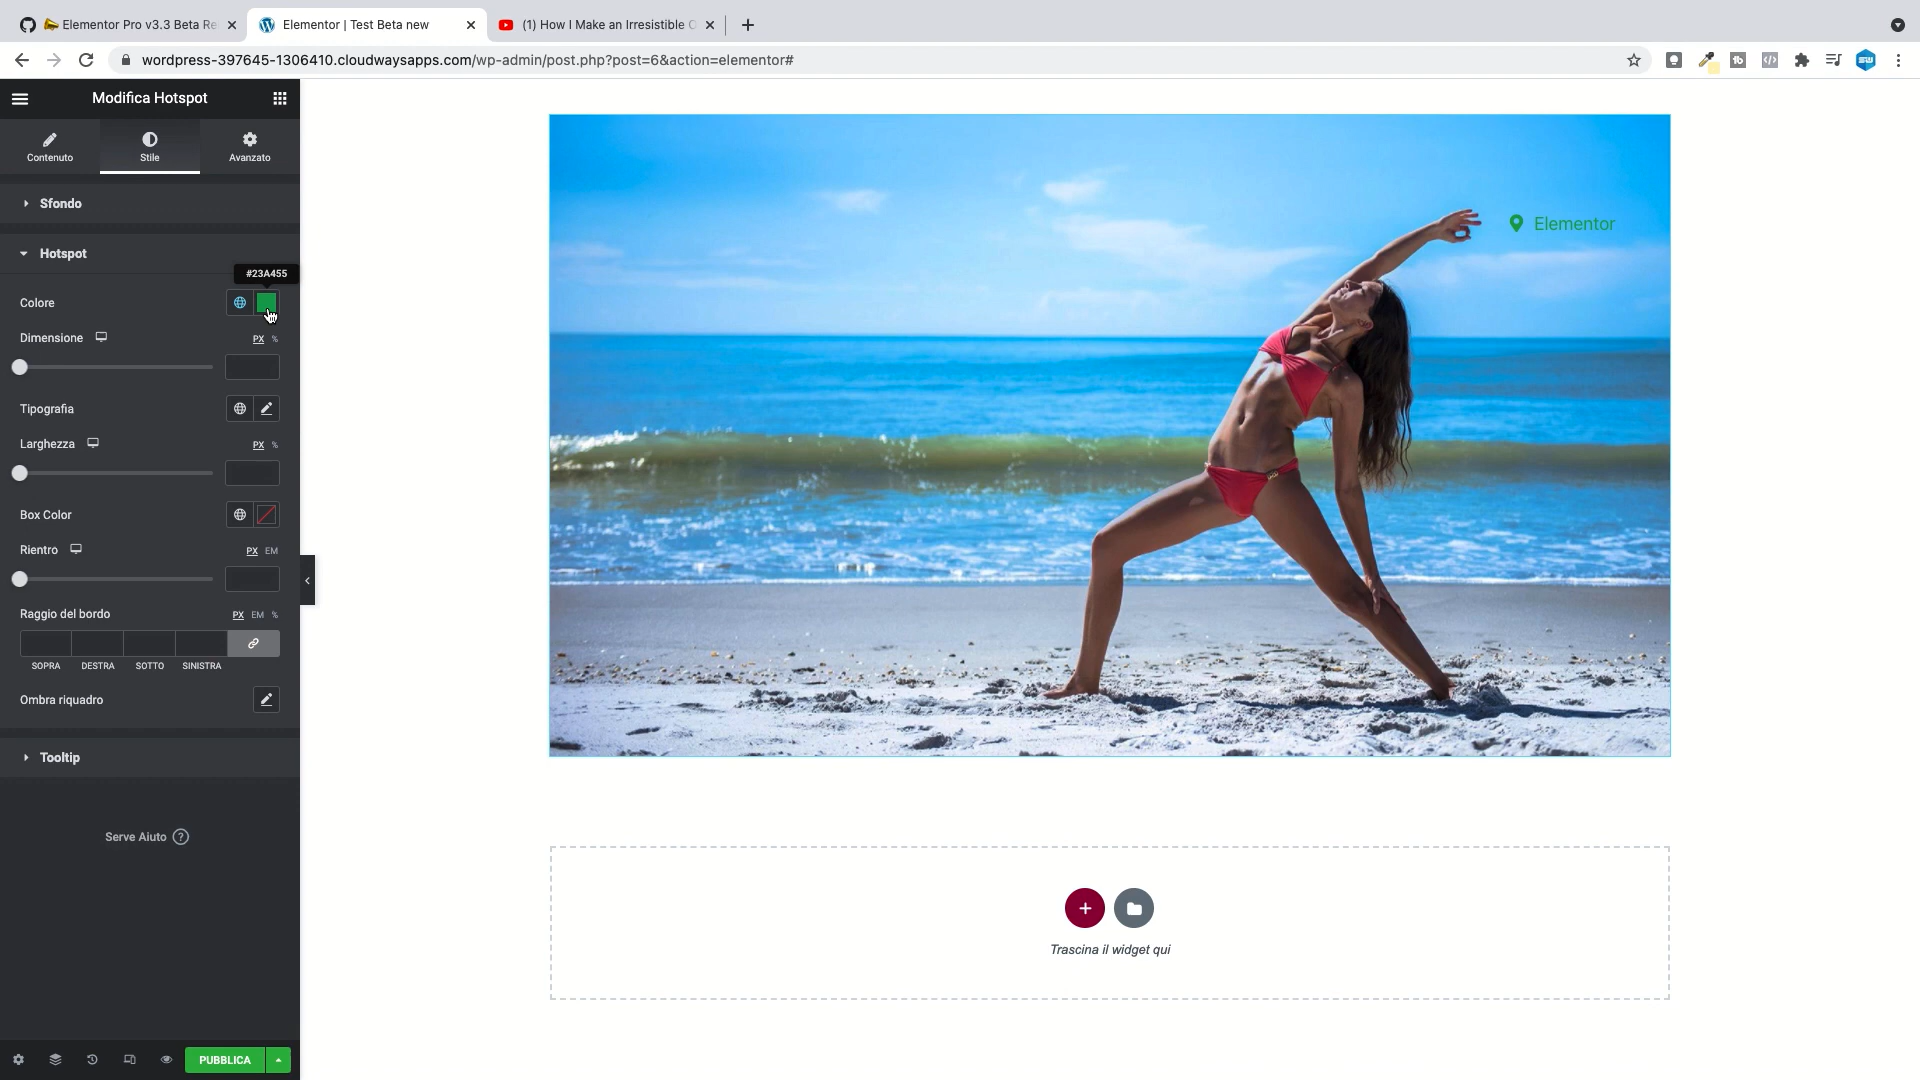 Elementor Pro v3.3 Beta Re
Elementor | Test Beta new
(1) How I Make an Irresistible O
wordpress-397645-1306410.cloudwaysapps.com/wp-admin/post.php?post=6&action=elementor#
Modifica Hotspot
Contenuto
Stile
Avanzato
Sfondo
Hotspot
#23A455
Colore
Dimensione PX %
Tipografia
Larghezza PX %
Box Color
Rientro PX EM
Raggio del bordo PX EM %
SOPRA DESTRA SOTTO SINISTRA
Ombra riquadro
Tooltip
Serve Aiuto ?
PUBBLICA
Elementor
Trascina il widget qui